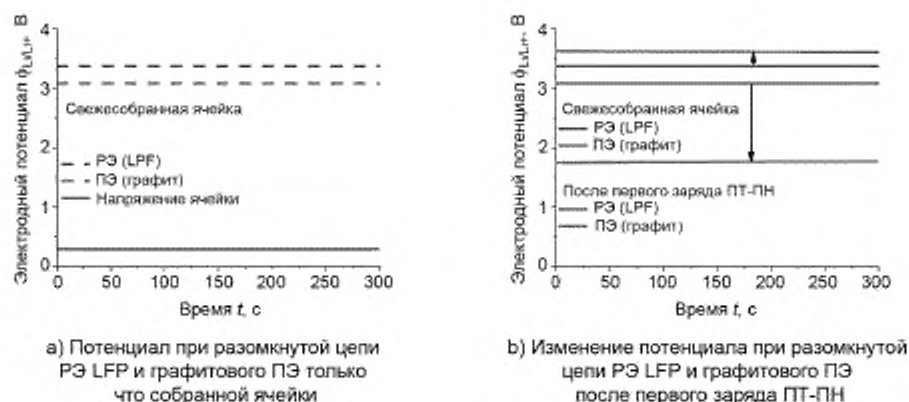 Электродный потенциал ϕLi/Li+, В
4
3
2
1
0
Свежесобранная ячейка
РЭ (LPF)
ПЭ (графит)
Напряжение ячейки
0 50 100 150 200 250 300
Время t, с
а) Потенциал при разомкнутой цепи
РЭ LFP и графитового ПЭ только
что собранной ячейки
Электродный потенциал ϕLi/Li+, В
4
3
2
1
0
Свежесобранная ячейка
РЭ (LPF)
ПЭ (графит)
После первого заряда ПТ-ПН
РЭ (LPF)
ПЭ (графит)
0 50 100 150 200 250 300
Время t, с
b) Изменение потенциала при разомкнутой
цепи РЭ LFP и графитового ПЭ
после первого заряда ПТ-ПН